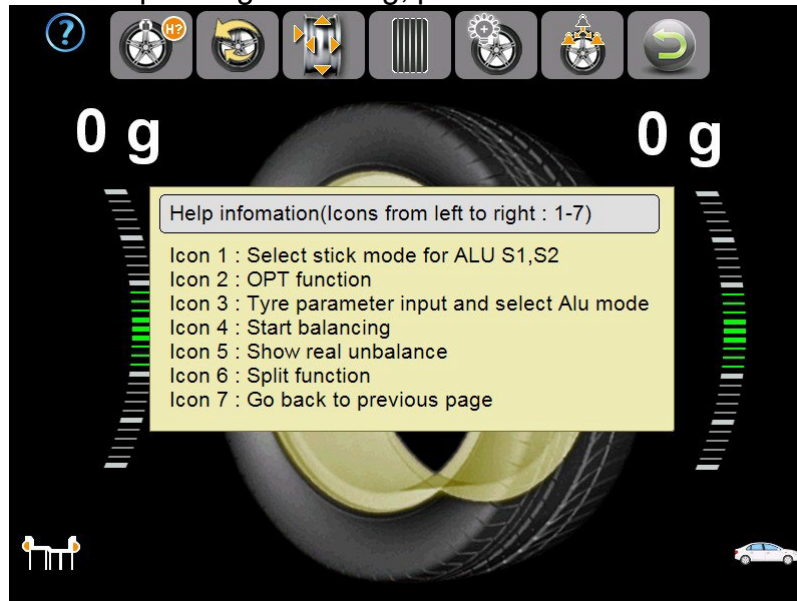 ?
H?
0 g
0 g
Help infomation(Icons from left to right : 1-7)
Icon 1 : Select stick mode for ALU S1,S2
Icon 2 : OPT function
Icon 3 : Tyre parameter input and select Alu mode
Icon 4 : Start balancing
Icon 5 : Show real unbalance
Icon 6 : Split function
Icon 7 : Go back to previous page